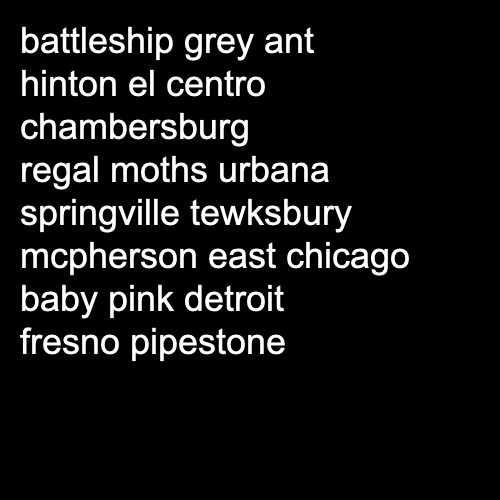 battleship grey ant
hinton el centro
chambersburg
regal moths urbana
springville tewksbury
mcpherson east chicago
baby pink detroit
fresno pipestone